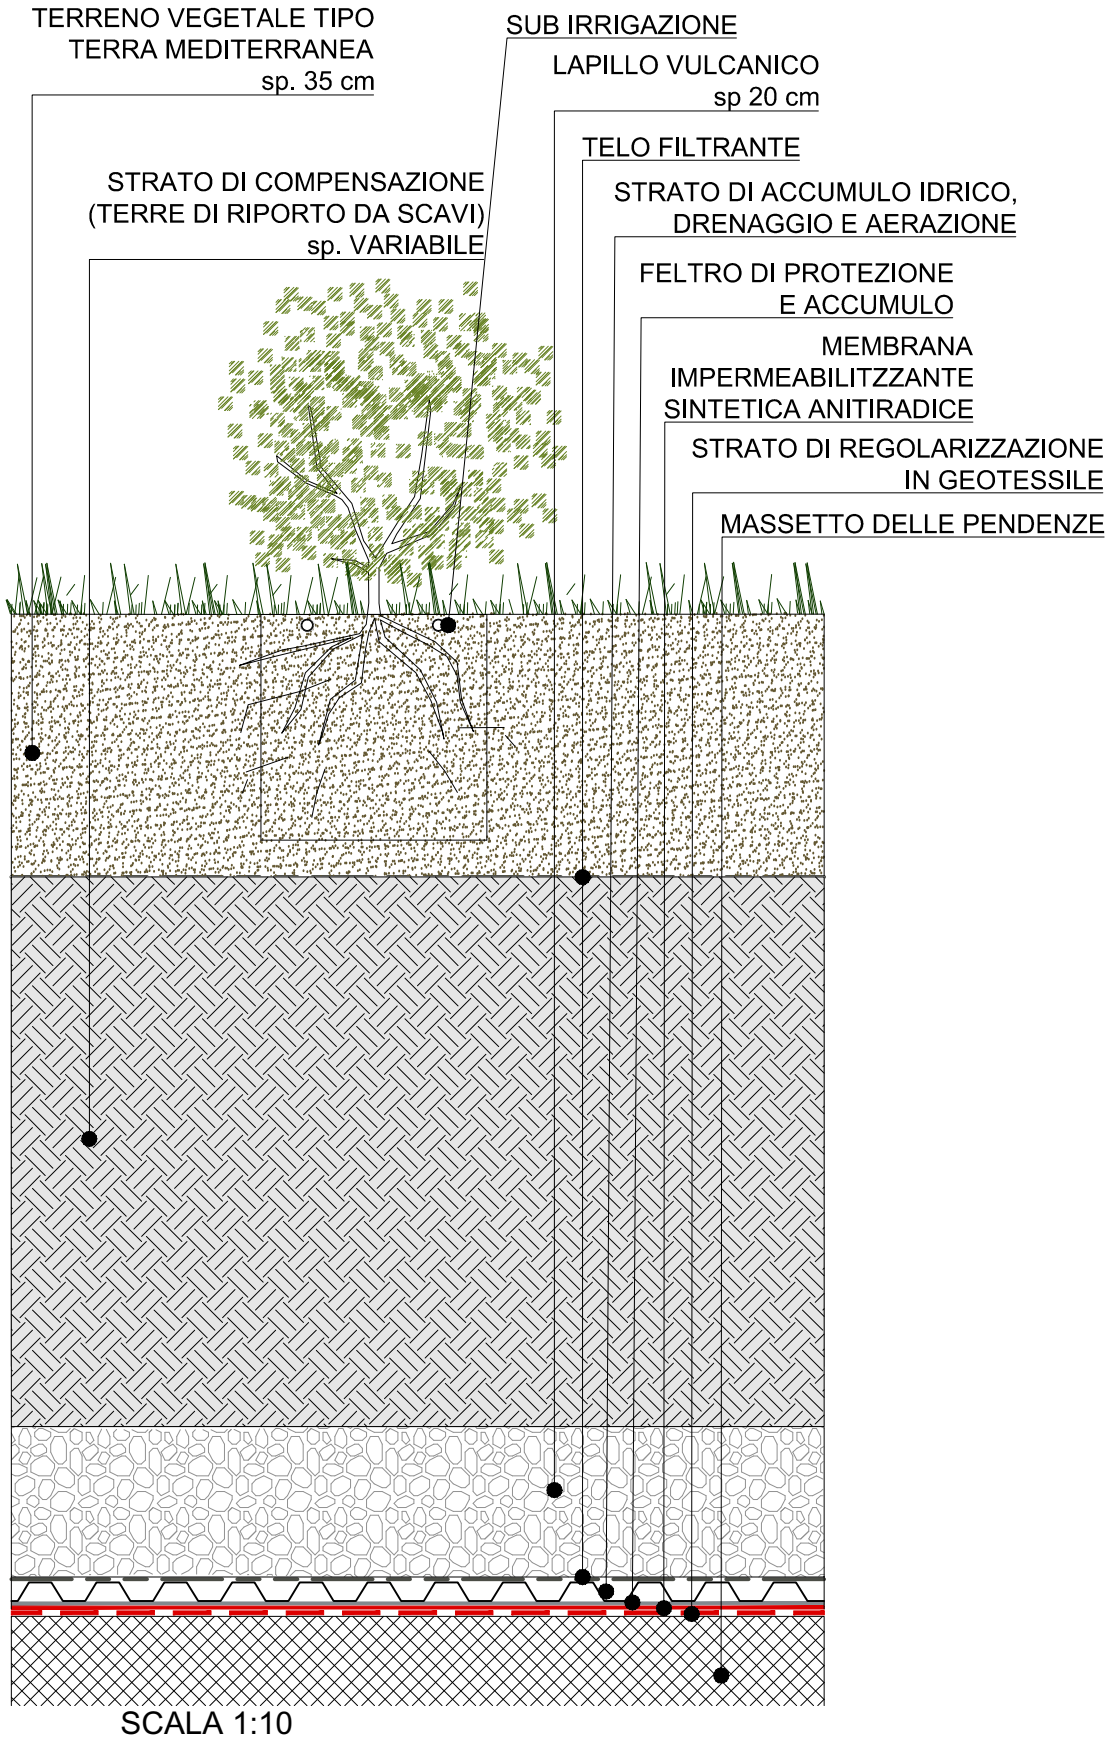 TERRENO VEGETALE TIPO
TERRA MEDITERRANEA
sp. 35 cm
SUB IRRIGAZIONE
LAPILLO VULCANICO
sp 20 cm
TELO FILTRANTE
STRATO DI COMPENSAZIONE
(TERRE DI RIPORTO DA SCAVI)
sp. VARIABILE
STRATO DI ACCUMULO IDRICO,
DRENAGGIO E AERAZIONE
FELTRO DI PROTEZIONE
E ACCUMULO
MEMBRANA
IMPERMEABILITZZANTE
SINTETICA ANITIRADICE
STRATO DI REGOLARIZZAZIONE
IN GEOTESSILE
MASSETTO DELLE PENDENZE
SCALA 1:10